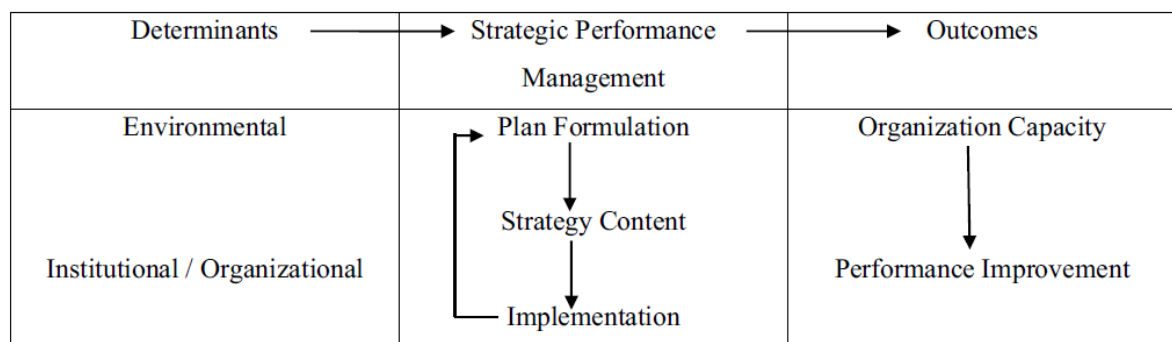 Determinants
Strategic Performance
Management
Outcomes
Environmental
Institutional / Organizational
Plan Formulation
Strategy Content
Implementation
Organization Capacity
Performance Improvement